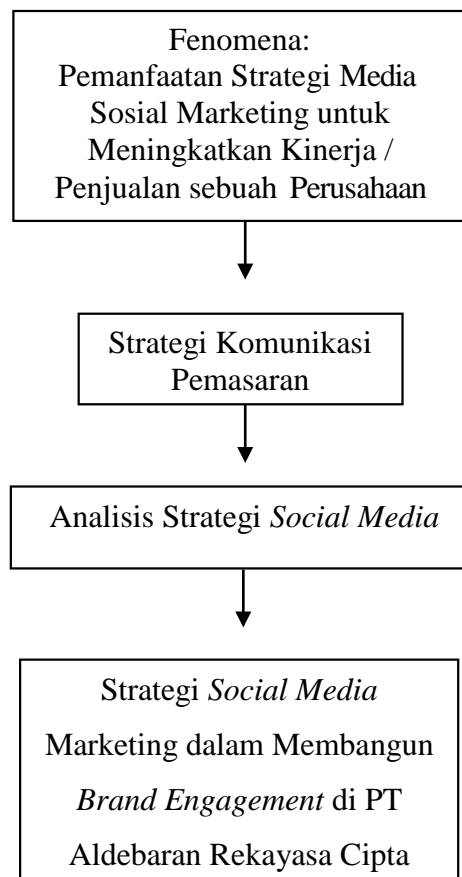 Fenomena:
Pemanfaatan Strategi Media
Sosial Marketing untuk
Meningkatkan Kinerja /
Penjualan sebuah Perusahaan
Strategi Komunikasi
Pemasaran
Analisis Strategi Social Media
Strategi Social Media
Marketing dalam Membangun
Brand Engagement di PT
Aldebaran Rekayasa Cipta